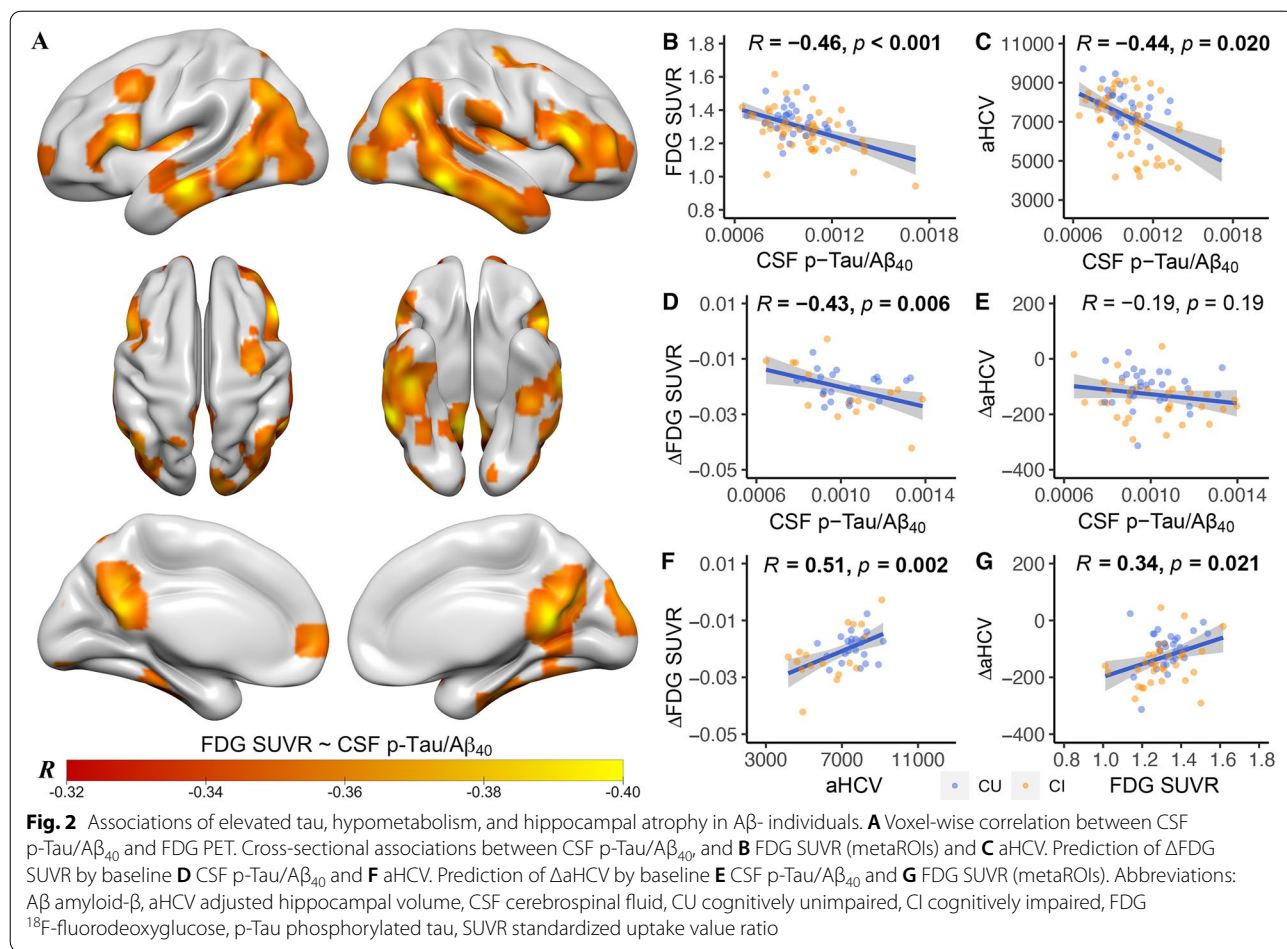 A
FDG SUVR ~ CSF p-Tau/Aβ40
R
-0.32 -0.34 -0.36 -0.38 -0.40
B
R = −0.46, p < 0.001
FDG SUVR
1.8
1.6
1.4
1.2
1.0
0.8
0.0006 0.0012 0.0018
CSF p−Tau/Aβ40
C
R = −0.44, p = 0.020
aHCV
11000
9000
7000
5000
3000
0.0006 0.0012 0.0018
CSF p−Tau/Aβ40
D
R = −0.43, p = 0.006
ΔFDG SUVR
0.01
−0.01
−0.03
−0.05
0.0006 0.0010 0.0014
CSF p−Tau/Aβ40
E
R = −0.19, p = 0.19
ΔaHCV
200
0
−200
−400
0.0006 0.0010 0.0014
CSF p−Tau/Aβ40
F
R = 0.51, p = 0.002
ΔFDG SUVR
0.01
−0.01
−0.03
−0.05
3000 7000 11000
aHCV
G
R = 0.34, p = 0.021
ΔaHCV
200
0
−200
−400
0.8 1.0 1.2 1.4 1.6 1.8
FDG SUVR
CU CI
Fig. 2 Associations of elevated tau, hypometabolism, and hippocampal atrophy in Aβ- individuals. A Voxel-wise correlation between CSF
p-Tau/Aβ40 and FDG PET. Cross-sectional associations between CSF p-Tau/Aβ40, and B FDG SUVR (metaROIs) and C aHCV. Prediction of ΔFDG
SUVR by baseline D CSF p-Tau/Aβ40 and F aHCV. Prediction of ΔaHCV by baseline E CSF p-Tau/Aβ40 and G FDG SUVR (metaROIs). Abbreviations:
Aβ amyloid-β, aHCV adjusted hippocampal volume, CSF cerebrospinal fluid, CU cognitively unimpaired, CI cognitively impaired, FDG
18F-fluorodeoxyglucose, p-Tau phosphorylated tau, SUVR standardized uptake value ratio